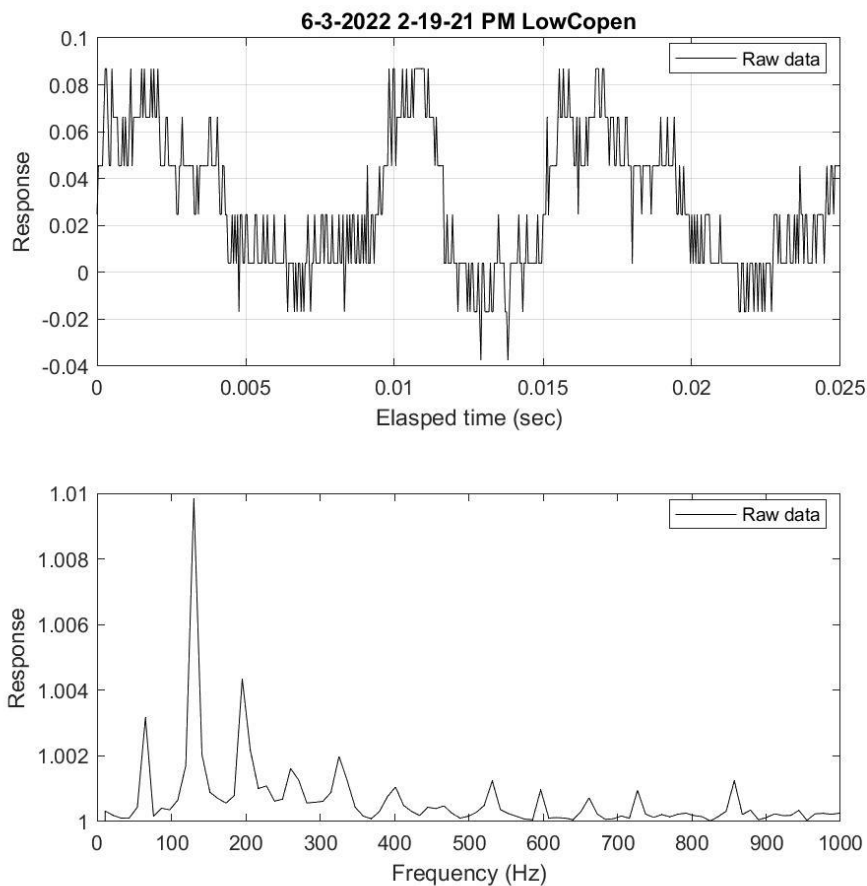 6-3-2022 2-19-21 PM LowCopen
0.1
0.08
0.06
0.04
0.02
0
-0.02
-0.04
Response
Raw data
0 0.005 0.01 0.015 0.02 0.025
Elasped time (sec)
1.01
1.008
1.006
1.004
1.002
1
Response
Raw data
0 100 200 300 400 500 600 700 800 900 1000
Frequency (Hz)